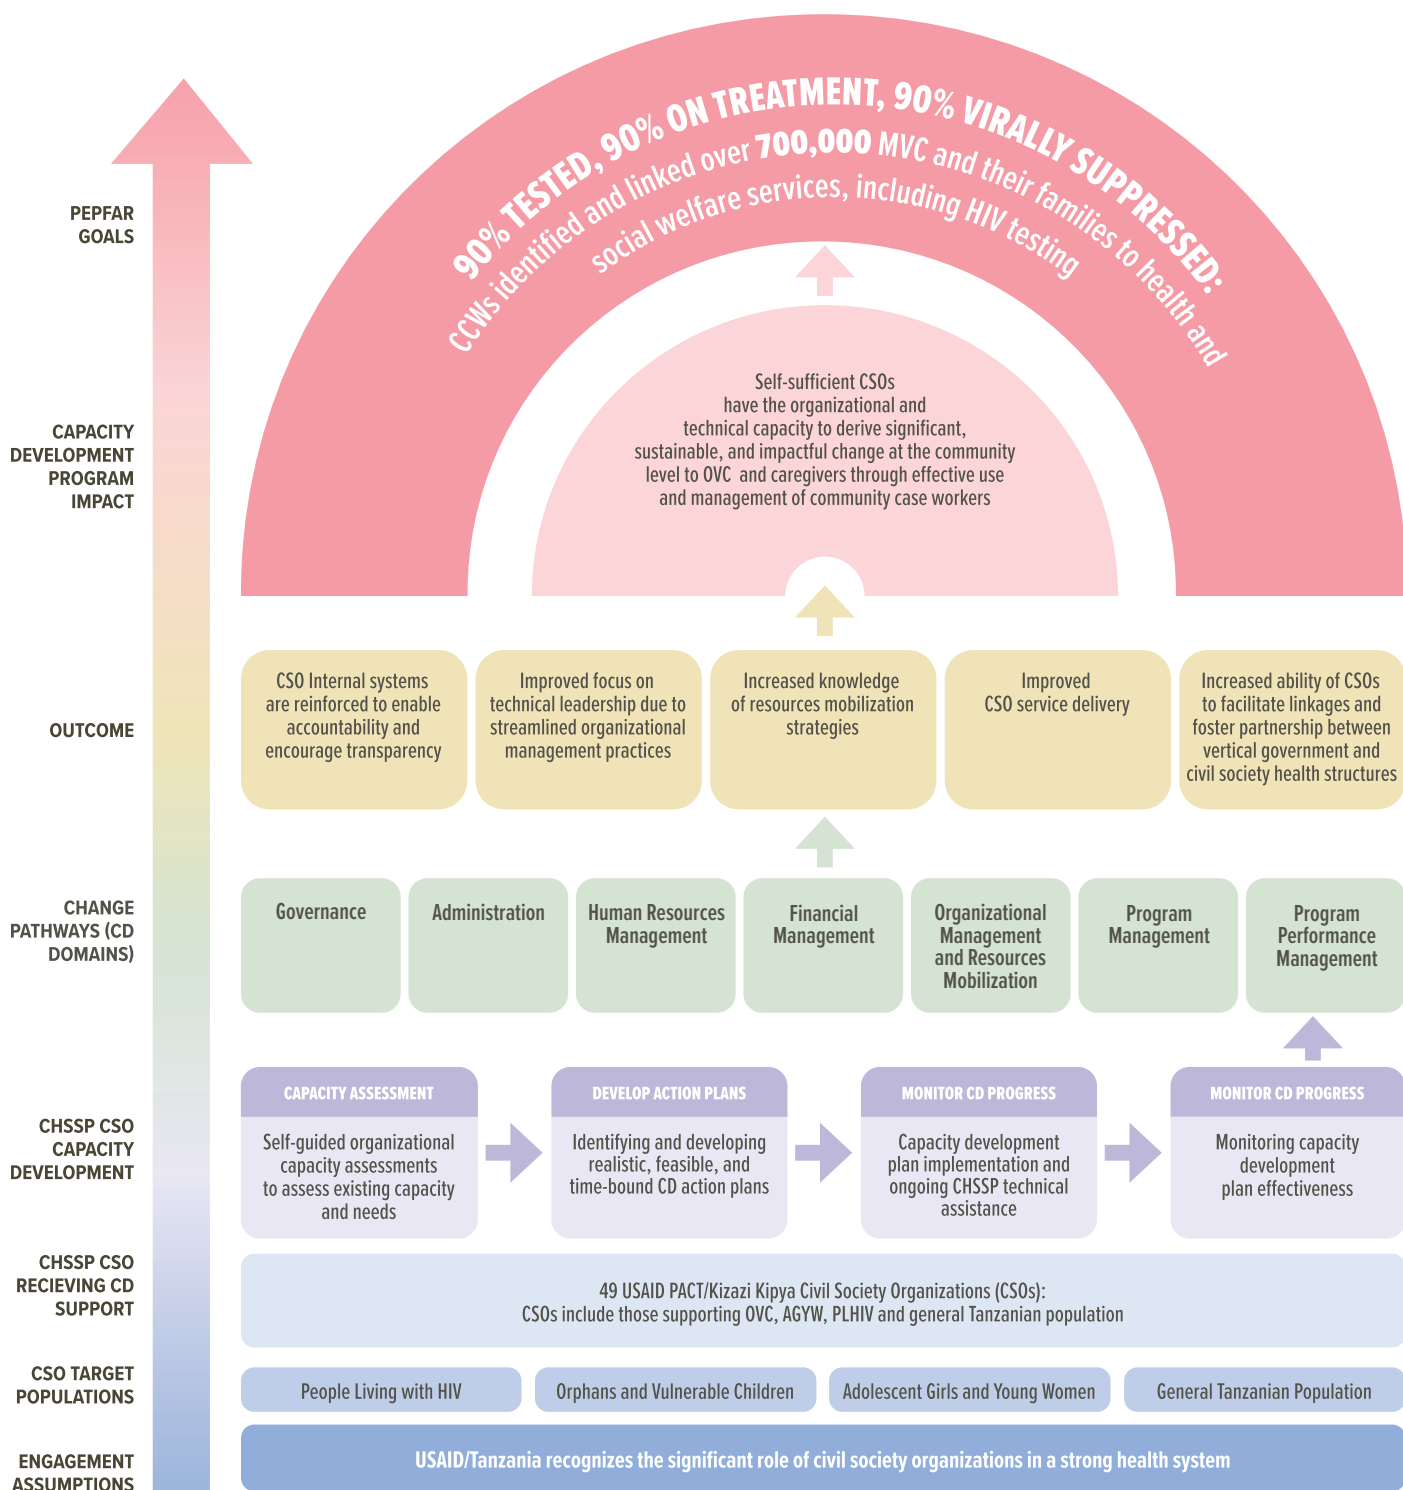 90% TESTED, 90% ON TREATMENT, 90% VIRALLY SUPPRESSED:
CCWs identified and linked over 700,000 MVC and their families to health and
social welfare services, including HIV testing
PEPFAR
GOALS
CAPACITY
DEVELOPMENT
PROGRAM
IMPACT
Self-sufficient CSOs
have the organizational and
technical capacity to derive significant,
sustainable, and impactful change at the community
level to OVC and caregivers through effective use
and management of community case workers
OUTCOME
CSO Internal systems
are reinforced to enable
accountability and
encourage transparency
Improved focus on
technical leadership due to
streamlined organizational
management practices
Increased knowledge
of resources mobilization
strategies
Improved
CSO service delivery
Increased ability of CSOs
to facilitate linkages and
foster partnership between
vertical government and
civil society health structures
CHANGE
PATHWAYS (CD
DOMAINS)
Governance
Administration
Human Resources
Management
Financial
Management
Organizational
Management
and Resources
Mobilization
Program
Management
Program
Performance
Management
CHSSP CSO
CAPACITY
DEVELOPMENT
CAPACITY ASSESSMENT
Self-guided organizational
capacity assessments
to assess existing capacity
and needs
DEVELOP ACTION PLANS
Identifying and developing
realistic, feasible, and
time-bound CD action plans
MONITOR CD PROGRESS
Capacity development
plan implementation and
ongoing CHSSP technical
assistance
MONITOR CD PROGRESS
Monitoring capacity
development
plan effectiveness
CHSSP CSO
RECIEVING CD
SUPPORT
49 USAID PACT/Kizazi Kipya Civil Society Organizations (CSOs):
CSOs include those supporting OVC, AGYW, PLHIV and general Tanzanian population
CSO TARGET
POPULATIONS
People Living with HIV
Orphans and Vulnerable Children
Adolescent Girls and Young Women
General Tanzanian Population
ENGAGEMENT
ASSUMPTIONS
USAID/Tanzania recognizes the significant role of civil society organizations in a strong health system